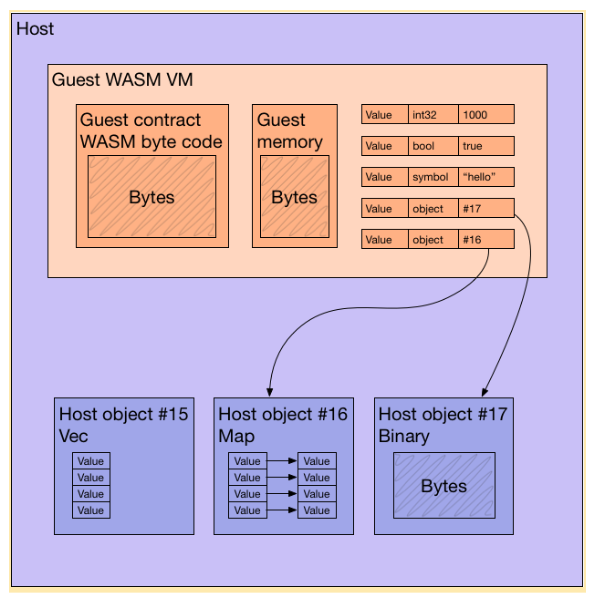 Host
Guest WASM VM
Guest contract
WASM byte code
Bytes
Guest
memory
Bytes
Value int32 1000
Value bool true
Value symbol “hello”
Value object #17
Value object #16
Host object #15
Vec
Value
Value
Value
Value
Host object #16
Map
Value Value
Value Value
Value Value
Value Value
Host object #17
Binary
Bytes